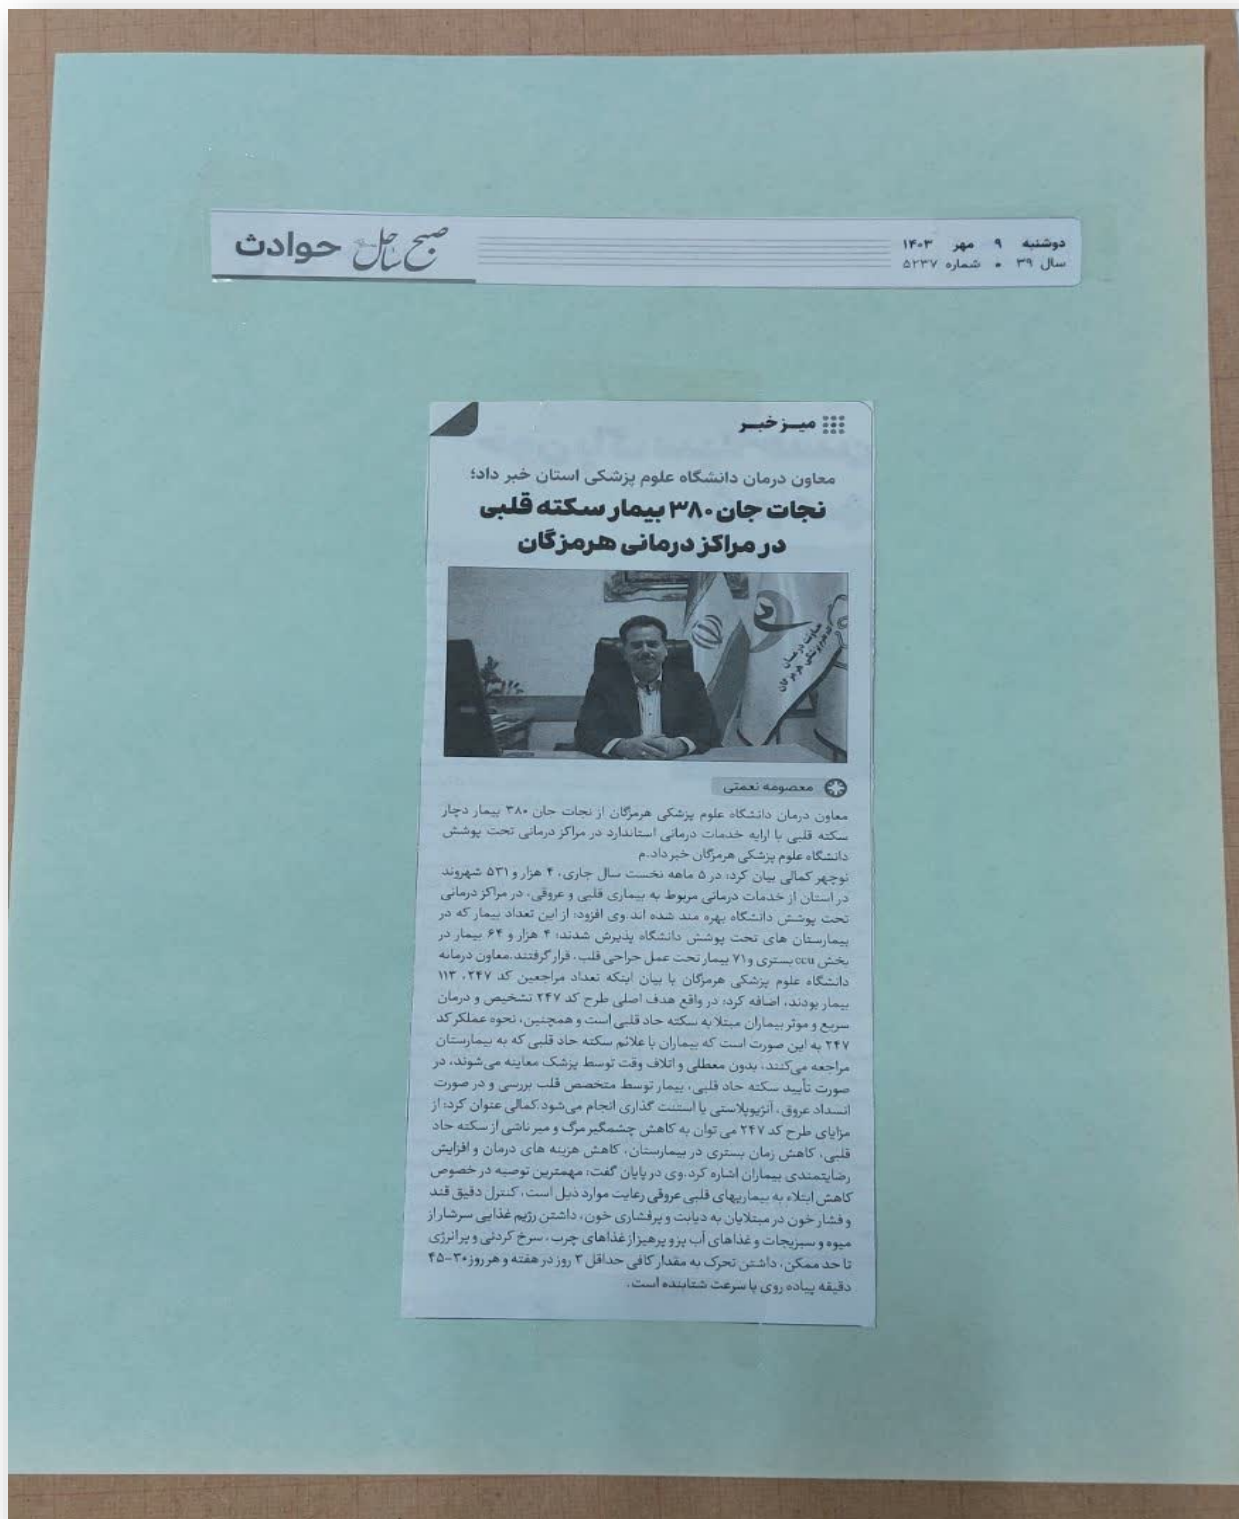 دوشنبه ۹ مهر ۱۴۰۳
سال ۳۹ • شماره ۵۲۳۷
صبح ساحل
حوادث
میـز خبـر
معاون درمان دانشگاه علوم پزشکی استان خبر داد؛
نجات جان ۳۸۰ بیمار سکته قلبی
در مراکز درمانی هرمزگان
معصومه نعمتی
معاون درمان دانشگاه علوم پزشکی هرمزگان از نجات جان ۳۸۰ بیمار دچار
سکته قلبی با ارایه خدمات درمانی استاندارد در مراکز درمانی تحت پوشش
دانشگاه علوم پزشکی هرمزگان خبر داد.م
نوچهر کمالی بیان کرد: در ۵ ماهه نخست سال جاری، ۴ هزار و ۵۳۱ شهروند
در استان از خدمات درمانی مربوط به بیماری قلبی و عروقی، در مراکز درمانی
تحت پوشش دانشگاه بهره مند شده اند.وی افزود: از این تعداد بیمار که در
بیمارستان های تحت پوشش دانشگاه پذیرش شدند؛ ۴ هزار و ۶۴ بیمار در
بخش ccu بستری و ۷۱ بیمار تحت عمل جراحی قلب ، قرار گرفتند.معاون درمانه
دانشگاه علوم پزشکی هرمزگان با بیان اینکه تعداد مراجعین کد ۲۴۷، ۱۱۳
بیمار بودند، اضافه کرد: در واقع هدف اصلی طرح کد ۲۴۷ تشخیص و درمان
سریع و موثر بیماران مبتلا به سکته حاد قلبی است و همچنین، نحوه عملکر کد
۲۴۷ به این صورت است که بیماران با علائم سکته حاد قلبی که به بیمارستان
مراجعه می‌کنند، بدون معطلی و اتلاف وقت توسط پزشک معاینه می‌شوند، در
صورت تأیید سکته حاد قلبی، بیمار توسط متخصص قلب بررسی و در صورت
انسداد عروق، آنژیوپلاستی یا استنت گذاری انجام می‌شود.کمالی عنوان کرد: از
مزایای طرح کد ۲۴۷ می توان به کاهش چشمگیر مرگ و میر ناشی از سکته حاد
قلبی، کاهش زمان بستری در بیمارستان، کاهش هزینه های درمان و افزایش
رضایتمندی بیماران اشاره کرد.وی در پایان گفت: مهمترین توصیه در خصوص
کاهش ابتلاء به بیماریهای قلبی عروقی رعایت موارد ذیل است، کنترل دقیق قند
و فشار خون در مبتلایان به دیابت و پرفشاری خون، داشتن رژیم غذایی سرشار از
میوه و سبزیجات و غذاهای آب پز و پرهیز از غذاهای چرب، سرخ کردنی و پر انرژی
تا حد ممکن، داشتن تحرک به مقدار کافی حداقل ۳ روز در هفته و هر روز ۳۰-۴۵
دقیقه پیاده روی با سرعت شتابنده است.